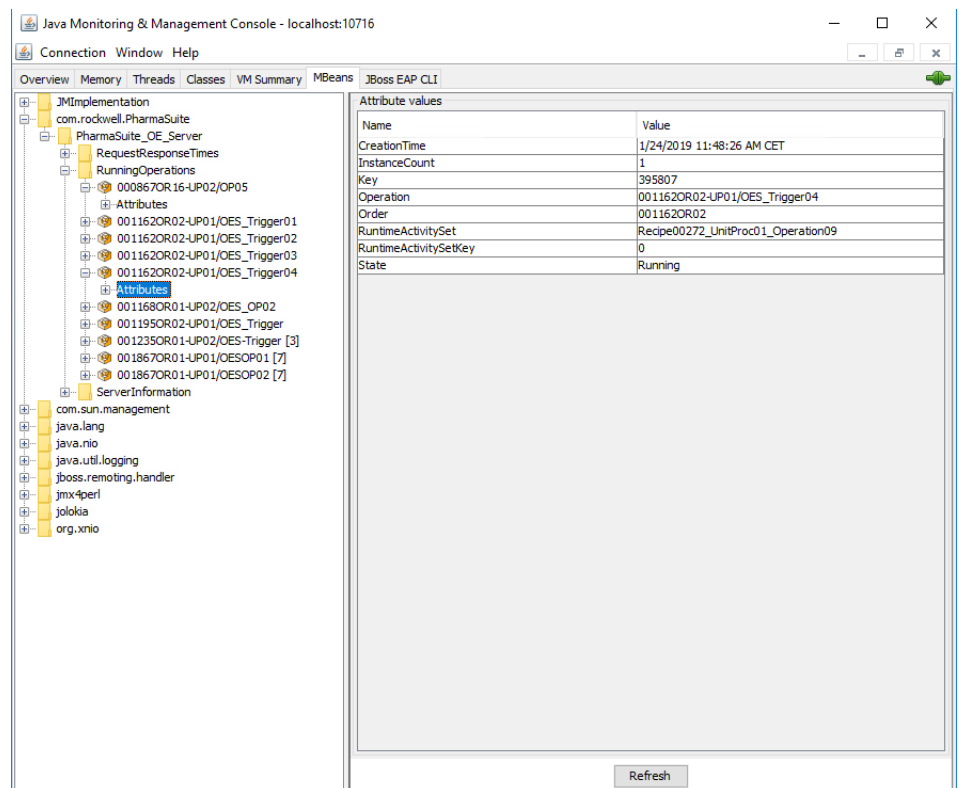 Java Monitoring & Management Console - localhost:10716
Connection Window Help
Overview Memory Threads Classes VM Summary MBeans JBoss EAP CLI
JMImplementation
com.rockwell.PharmaSuite
PharmaSuite_OE_Server
RequestResponseTimes
RunningOperations
000867OR16-UP02/OP05
Attributes
001162OR02-UP01/OES_Trigger01
001162OR02-UP01/OES_Trigger02
001162OR02-UP01/OES_Trigger03
001162OR02-UP01/OES_Trigger04
Attributes
001168OR01-UP02/OES_OP02
001195OR02-UP01/OES_Trigger
001235OR01-UP02/OES-Trigger [3]
001867OR01-UP01/OESOP01 [7]
001867OR01-UP01/OESOP02 [7]
ServerInformation
com.sun.management
java.lang
java.nio
java.util.logging
jboss.remoting.handler
jmx4perl
jolokia
org.xnio
Attribute values
Name Value
CreationTime 1/24/2019 11:48:26 AM CET
InstanceCount 1
Key 395807
Operation 001162OR02-UP01/OES_Trigger04
Order 001162OR02
RuntimeActivitySet Recipe00272_UnitProc01_Operation09
RuntimeActivitySetKey 0
State Running
Refresh